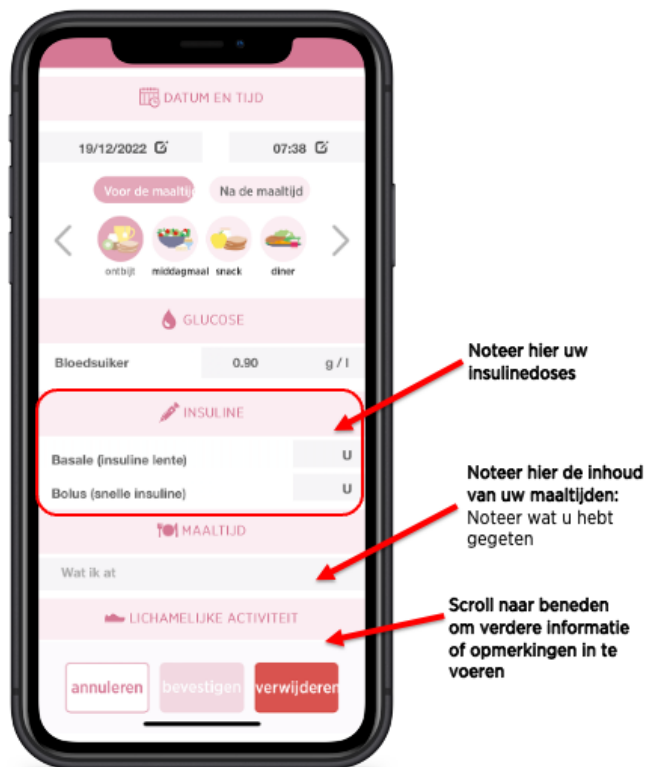 DATUM EN TIJD
19/12/2022 07:38
Voor de maaltij Na de maaltijd
ontbijt middagmaal snack diner
GLUCOSE
Bloedsuiker 0.90 g / l
Noteer hier uw
insulinedoses
INSULINE
Basale (insuline lente) U
Bolus (snelle insuline) U
Noteer hier de inhoud
van uw maaltijden:
Noteer wat u hebt
gegeten
MAALTIJD
Wat ik at
LICHAMELIJKE ACTIVITEIT
Scroll naar beneden
om verdere informatie
of opmerkingen in te
voeren
annuleren bevestigen verwijderen